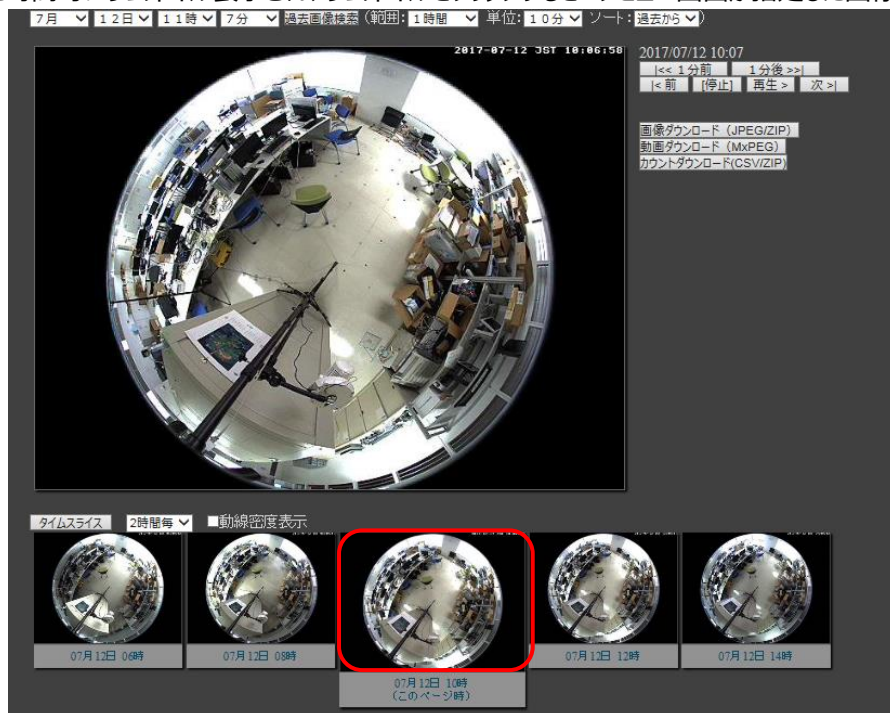 7月 12日 11時 7分 過去画像検索 (範囲: 1時間 単位: 10分 ソート: 過去から)
2017-07-12 JST 10:06:58
2017/07/12 10:07
|<< 1分前 1分後 >>|
|< 前 [停止] 再生 > 次 >|
画像ダウンロード (JPEG/ZIP)
動画ダウンロード (MxPEG)
カウントダウンロード(CSV/ZIP)
タイムスライス 2時間毎 動線密度表示
07月12日 06時
07月12日 08時
07月12日 10時
(このページ時)
07月12日 12時
07月12日 14時